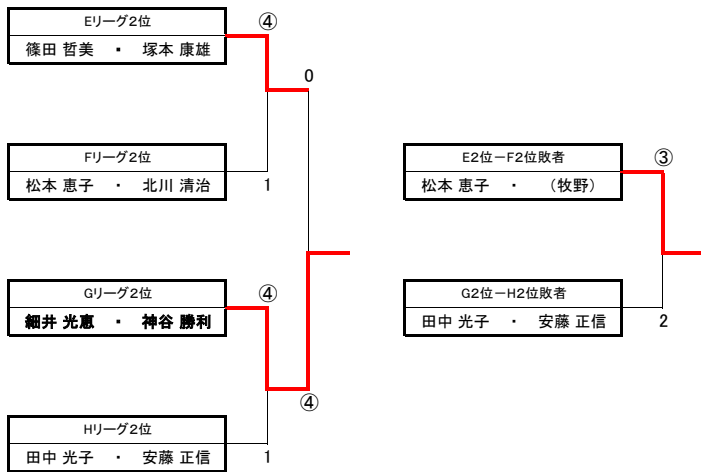 Eリーグ2位
④
篠田 哲美 ・ 塚本 康雄
0
Fリーグ2位
松本 恵子 ・ 北川 清治
1
Gリーグ2位
④
細井 光恵 ・ 神谷 勝利
④
Hリーグ2位
田中 光子 ・ 安藤 正信
1
E2位－F2位敗者
③
松本 恵子 ・ （牧野）
G2位－H2位敗者
田中 光子 ・ 安藤 正信
2